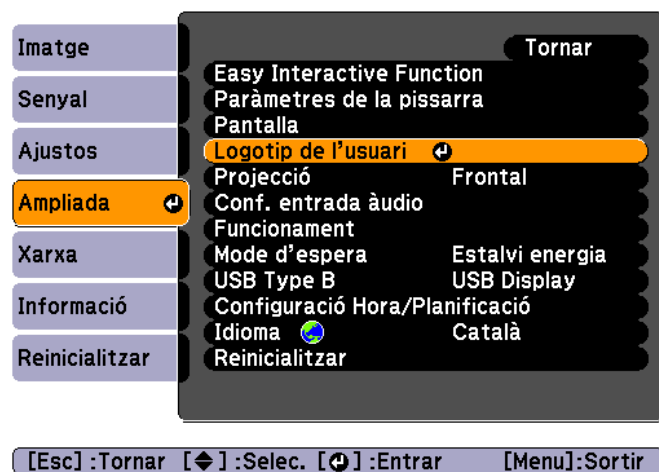 Imatge
Senyal
Ajustos
Ampliada
Xarxa
Informació
Reinicialitzar
Tornar
Easy Interactive Function
Paràmetres de la pissarra
Pantalla
Logotip de l'usuari
Projecció Frontal
Conf. entrada àudio
Funcionament
Mode d'espera Estalvi energia
USB Type B USB Display
Configuració Hora/Planificació
Idioma Català
Reinicialitzar
[Esc] :Tornar [◆] :Selec. [⏎] :Entrar [Menu]:Sortir